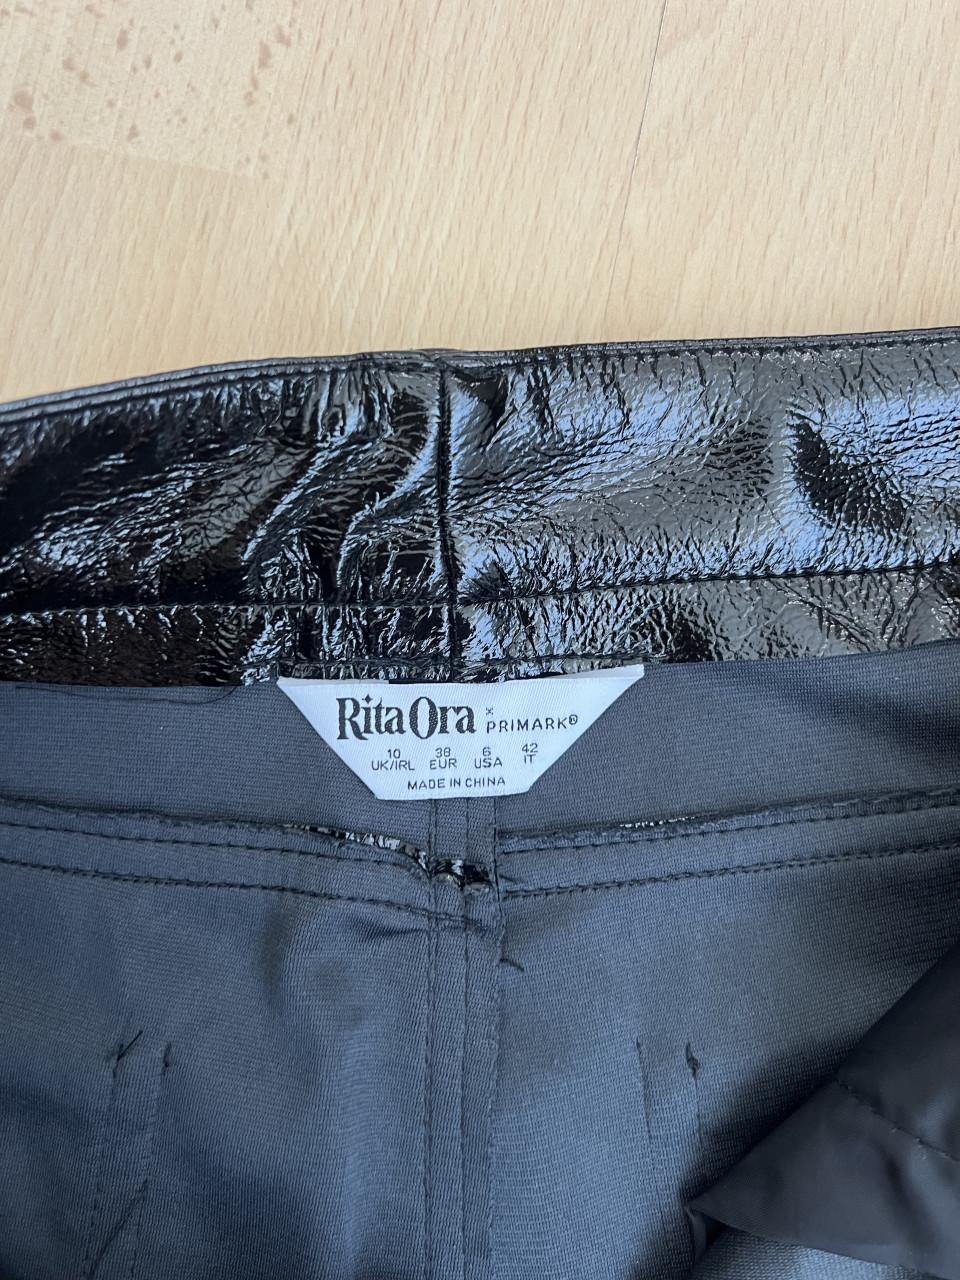 Rita Ora × PRIMARK®
10 38 6 42
UK/IRL EUR USA IT
MADE IN CHINA